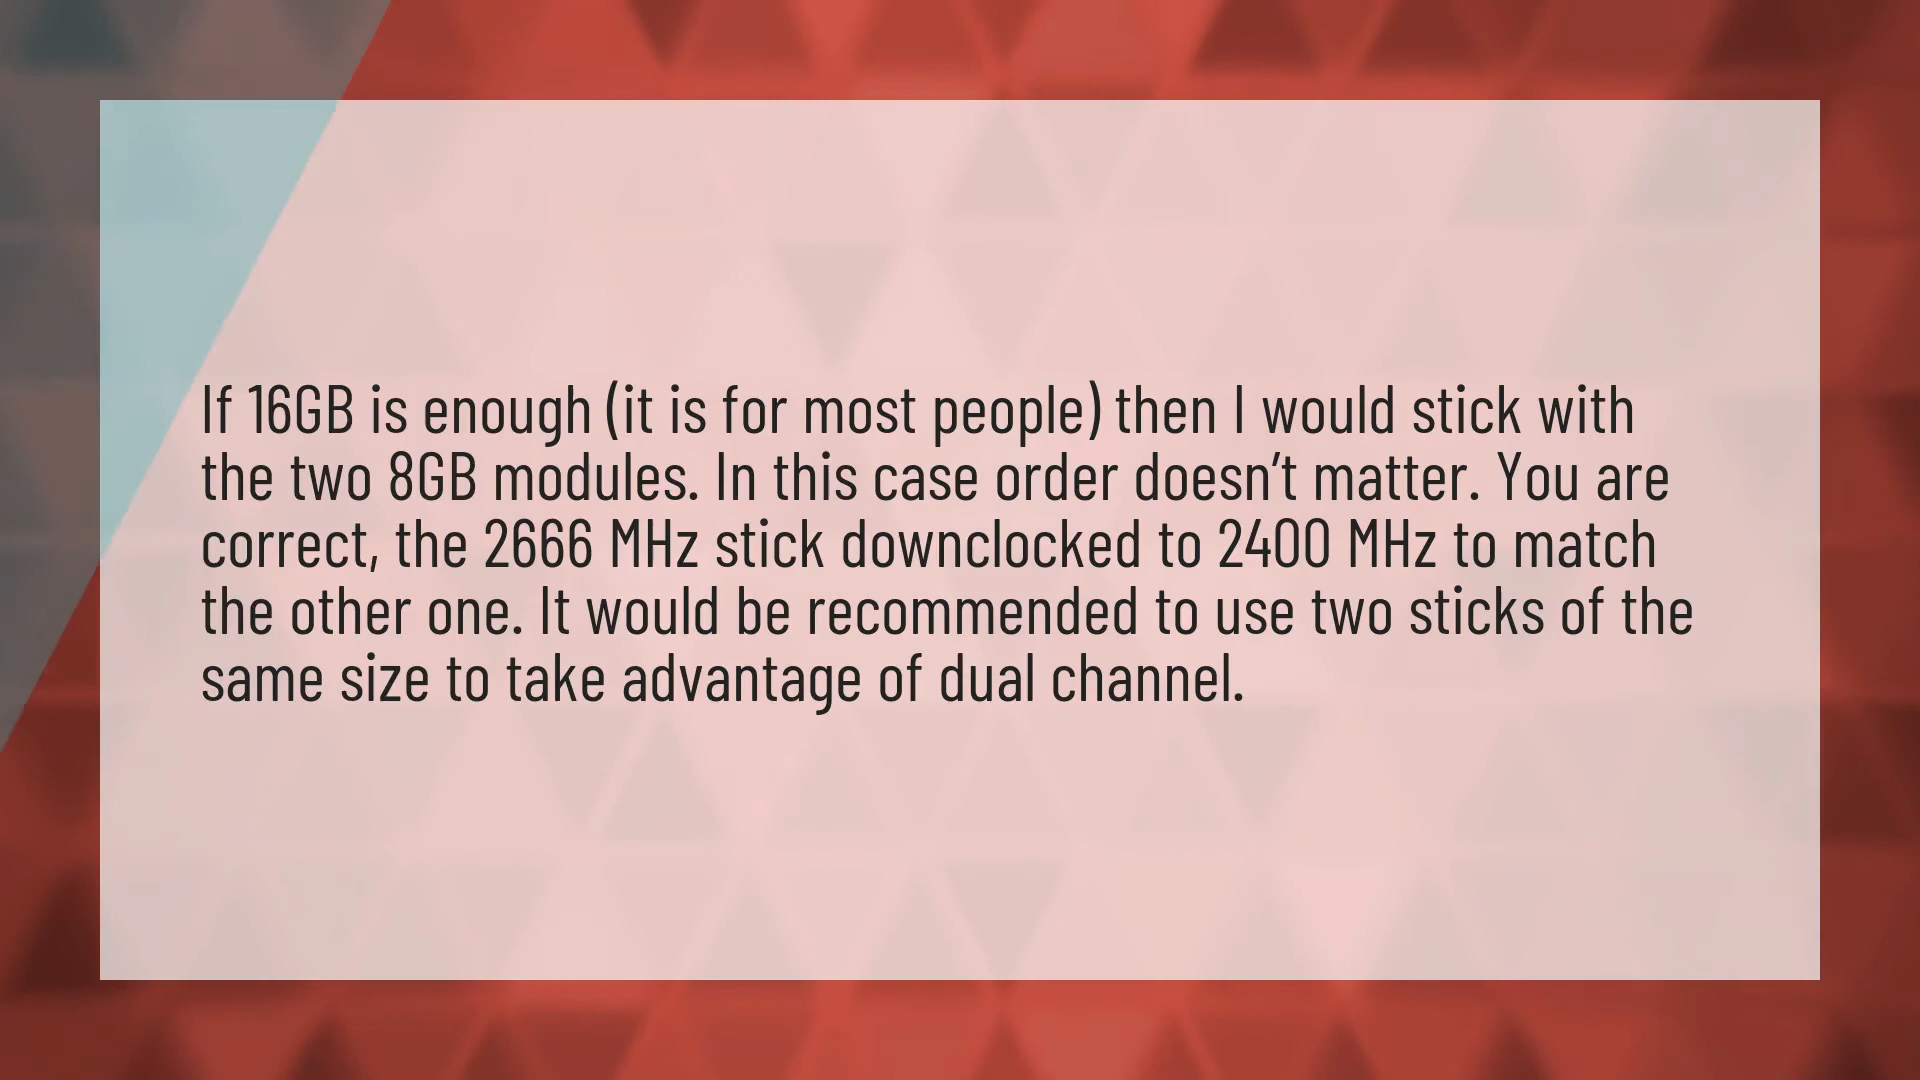 If 16GB is enough (it is for most people) then I would stick with
the two 8GB modules. In this case order doesn’t matter. You are
correct, the 2666 MHz stick downclocked to 2400 MHz to match
the other one. It would be recommended to use two sticks of the
same size to take advantage of dual channel.